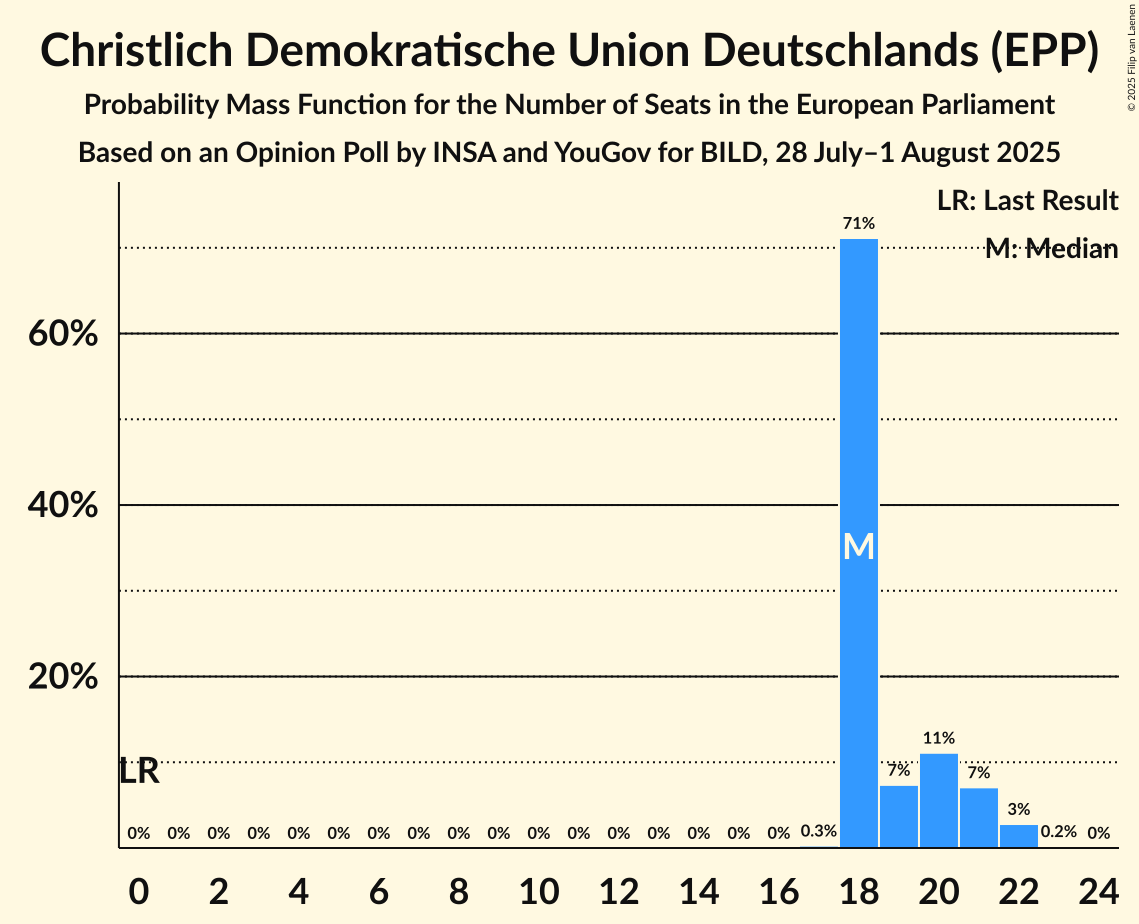 Christlich Demokratische Union Deutschlands (EPP)
Probability Mass Function for the Number of Seats in the European Parliament
Based on an Opinion Poll by INSA and YouGov for BILD, 28 July–1 August 2025
© 2025 Filip van Laenen
LR: Last Result
M: Median
71%
60%
40%
M
20%
11%
LR
7%
7%
3%
0% 0% 0% 0% 0% 0% 0% 0% 0% 0% 0% 0% 0% 0% 0% 0% 0% 0.3% 0.2% 0%
0 2 4 6 8 10 12 14 16 18 20 22 24